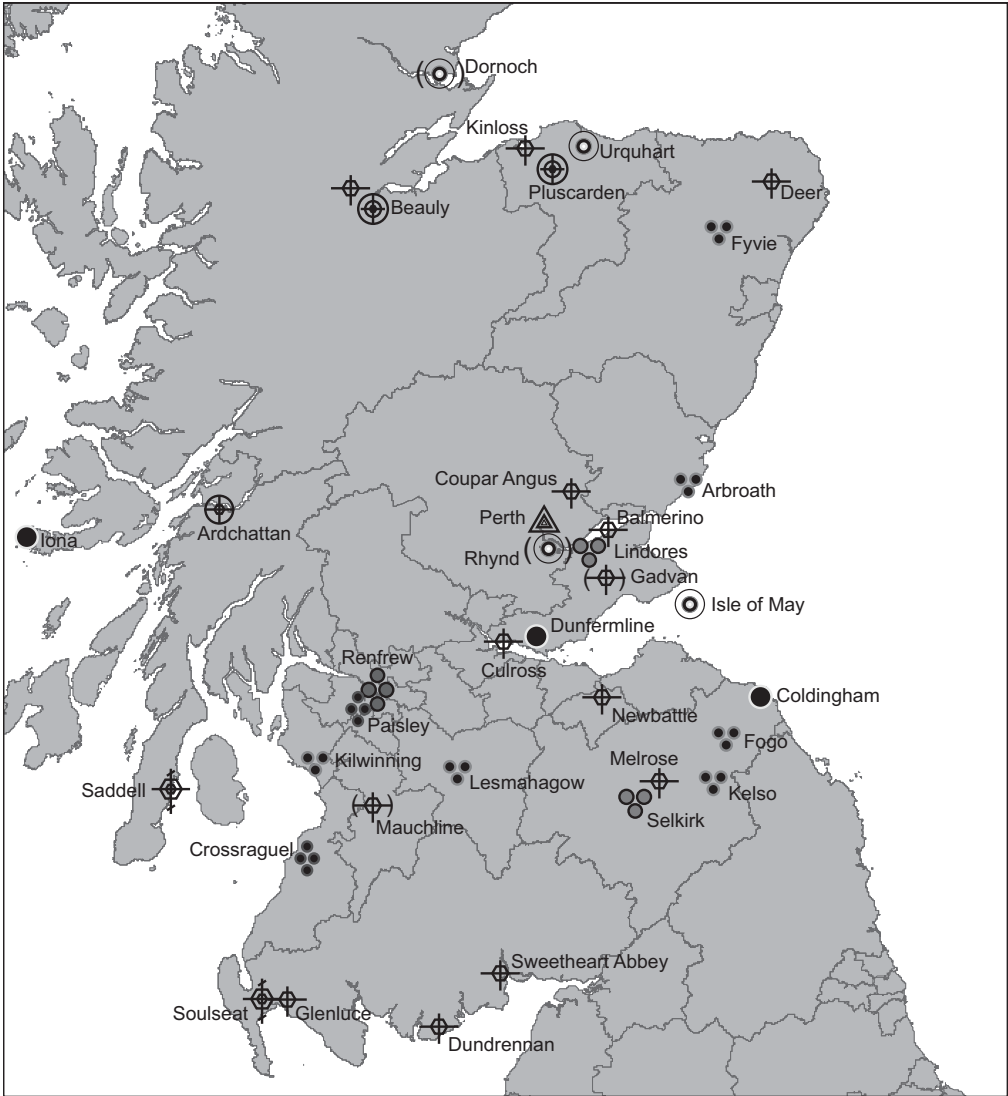 Dornoch
Kinloss
Urquhart
Pluscarden
Deer
Beauly
Fyvie
Coupar Angus
Arbroath
Perth
Balmerino
Ardchattan
Iona
Rhynd
Lindores
Gadvan
Isle of May
Dunfermline
Culross
Renfrew
Coldingham
Newbattle
Paisley
Fogo
Kilwinning
Melrose
Lesmahagow
Saddell
Kelso
Selkirk
Mauchline
Crossraguel
Sweetheart Abbey
Soulseat
Glenluce
Dundrennan